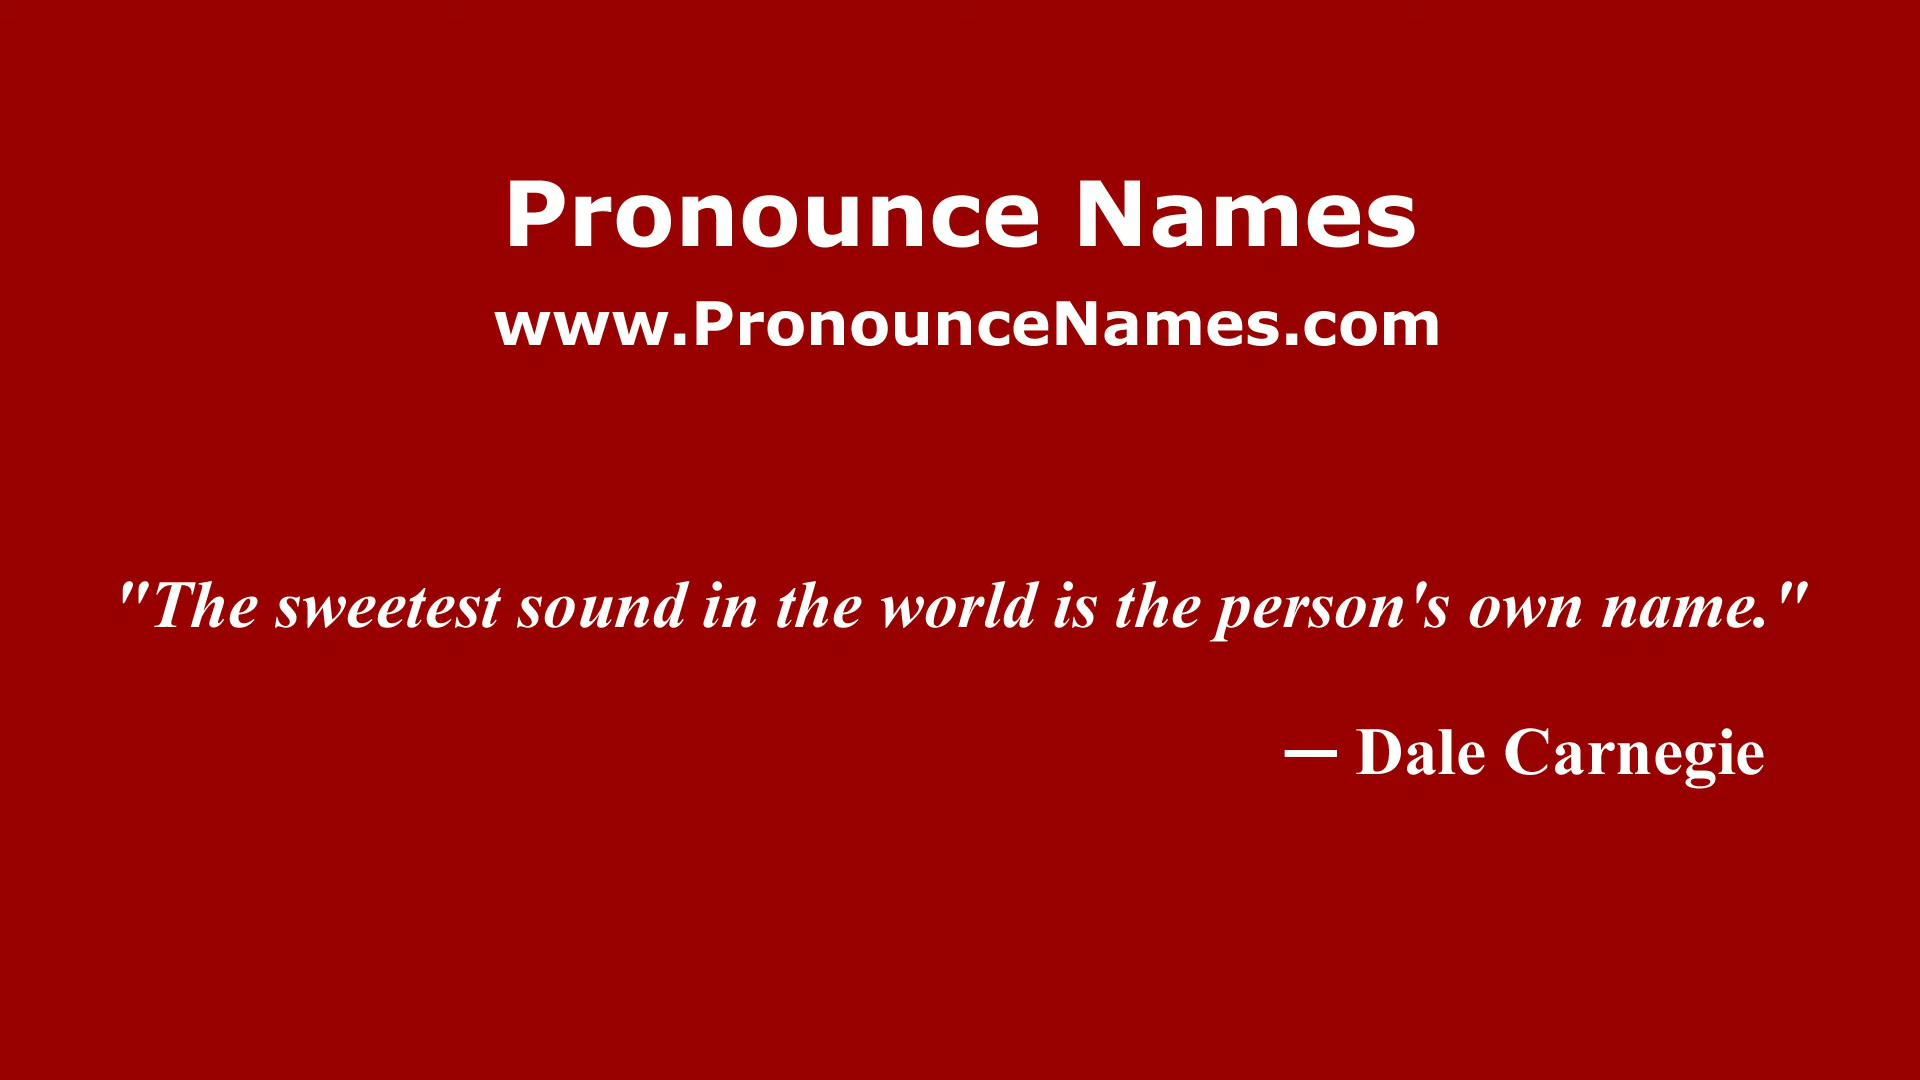 Pronounce Names
www.PronounceNames.com
"The sweetest sound in the world is the person's own name."
— Dale Carnegie